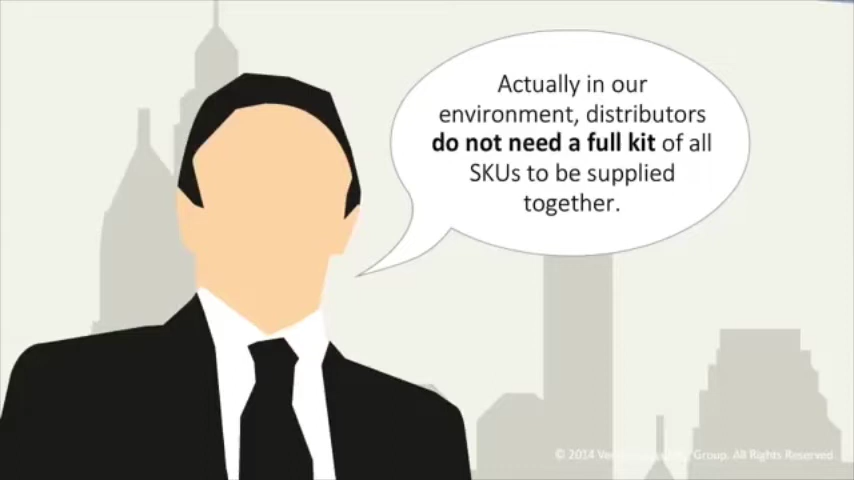 Actually in our
environment, distributors
do not need a full kit of all
SKUs to be supplied
together.
© 2014 Group. All Rights Reserved